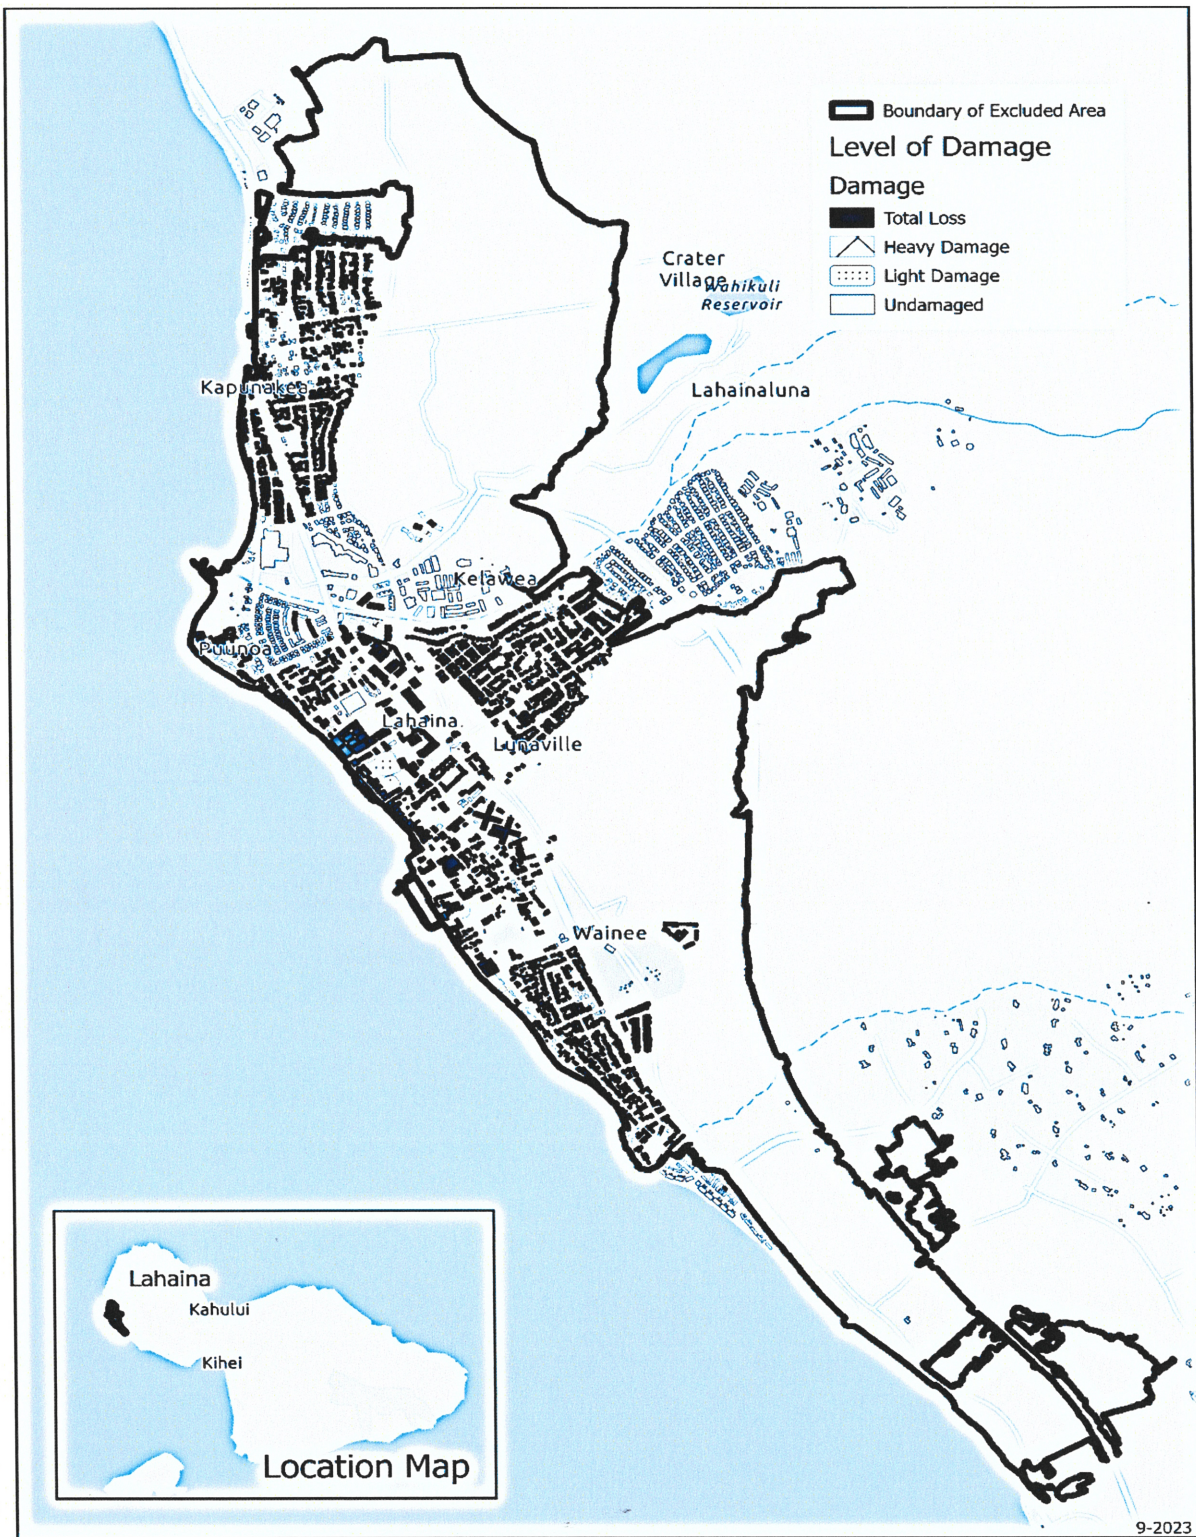 Boundary of Excluded Area
Level of Damage
Damage
Total Loss
Heavy Damage
Light Damage
Undamaged
Crater
Village
Wahikuli
Reservoir
Kapunakea
Lahainaluna
Kelawea
Puunoa
Lahaina
Lunaville
Wainee
Lahaina
Kahului
Kihei
Location Map
9-2023